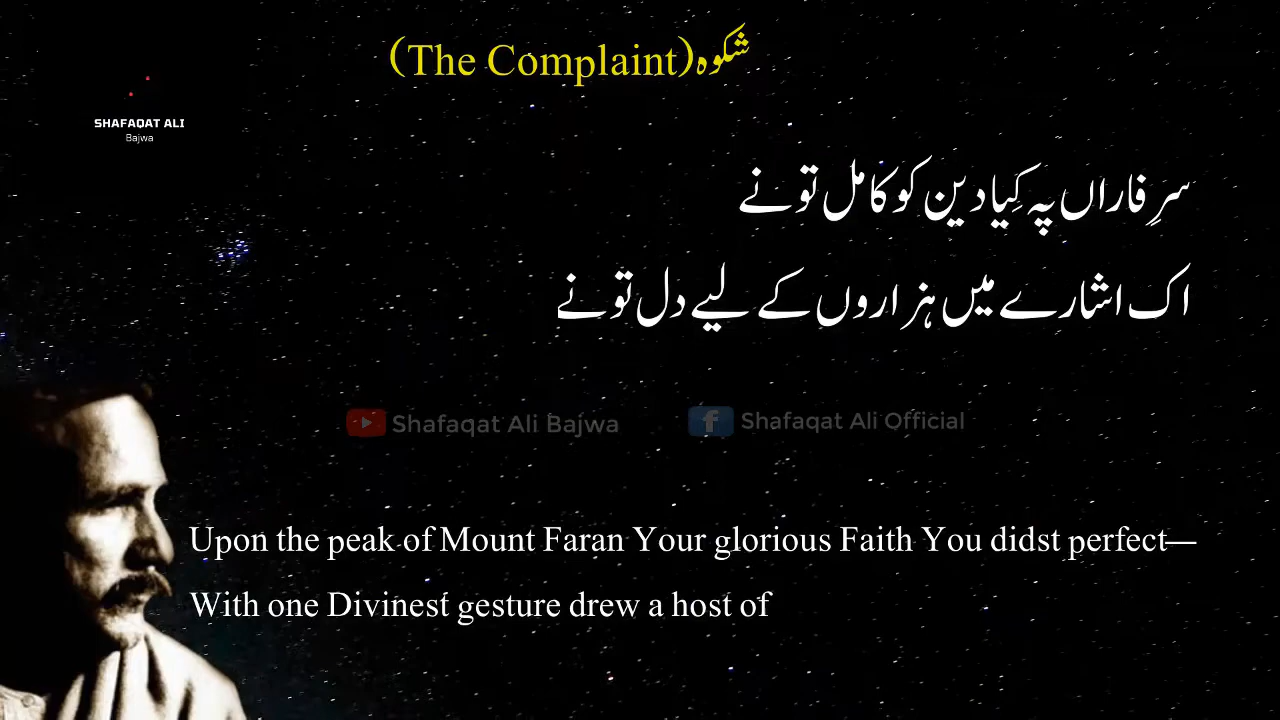 شکوہ(The Complaint)
SHAFAQAT ALI
Bajwa
سرِ فاراں پہ کِیا دین کو کامل تو نے
اک اشارے میں ہزاروں کے لیے دل تو نے
Shafaqat Ali Bajwa
Shafaqat Ali Official
Upon the peak of Mount Faran Your glorious Faith You didst perfect—
With one Divinest gesture drew a host of